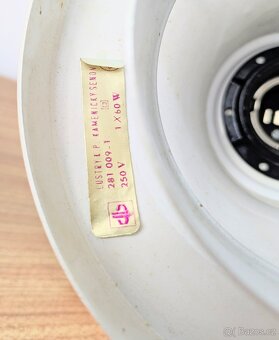 LUSTRY n.p. KAMENICKÝ ŠENOV
281 009-1 1 X 60 W
250 V